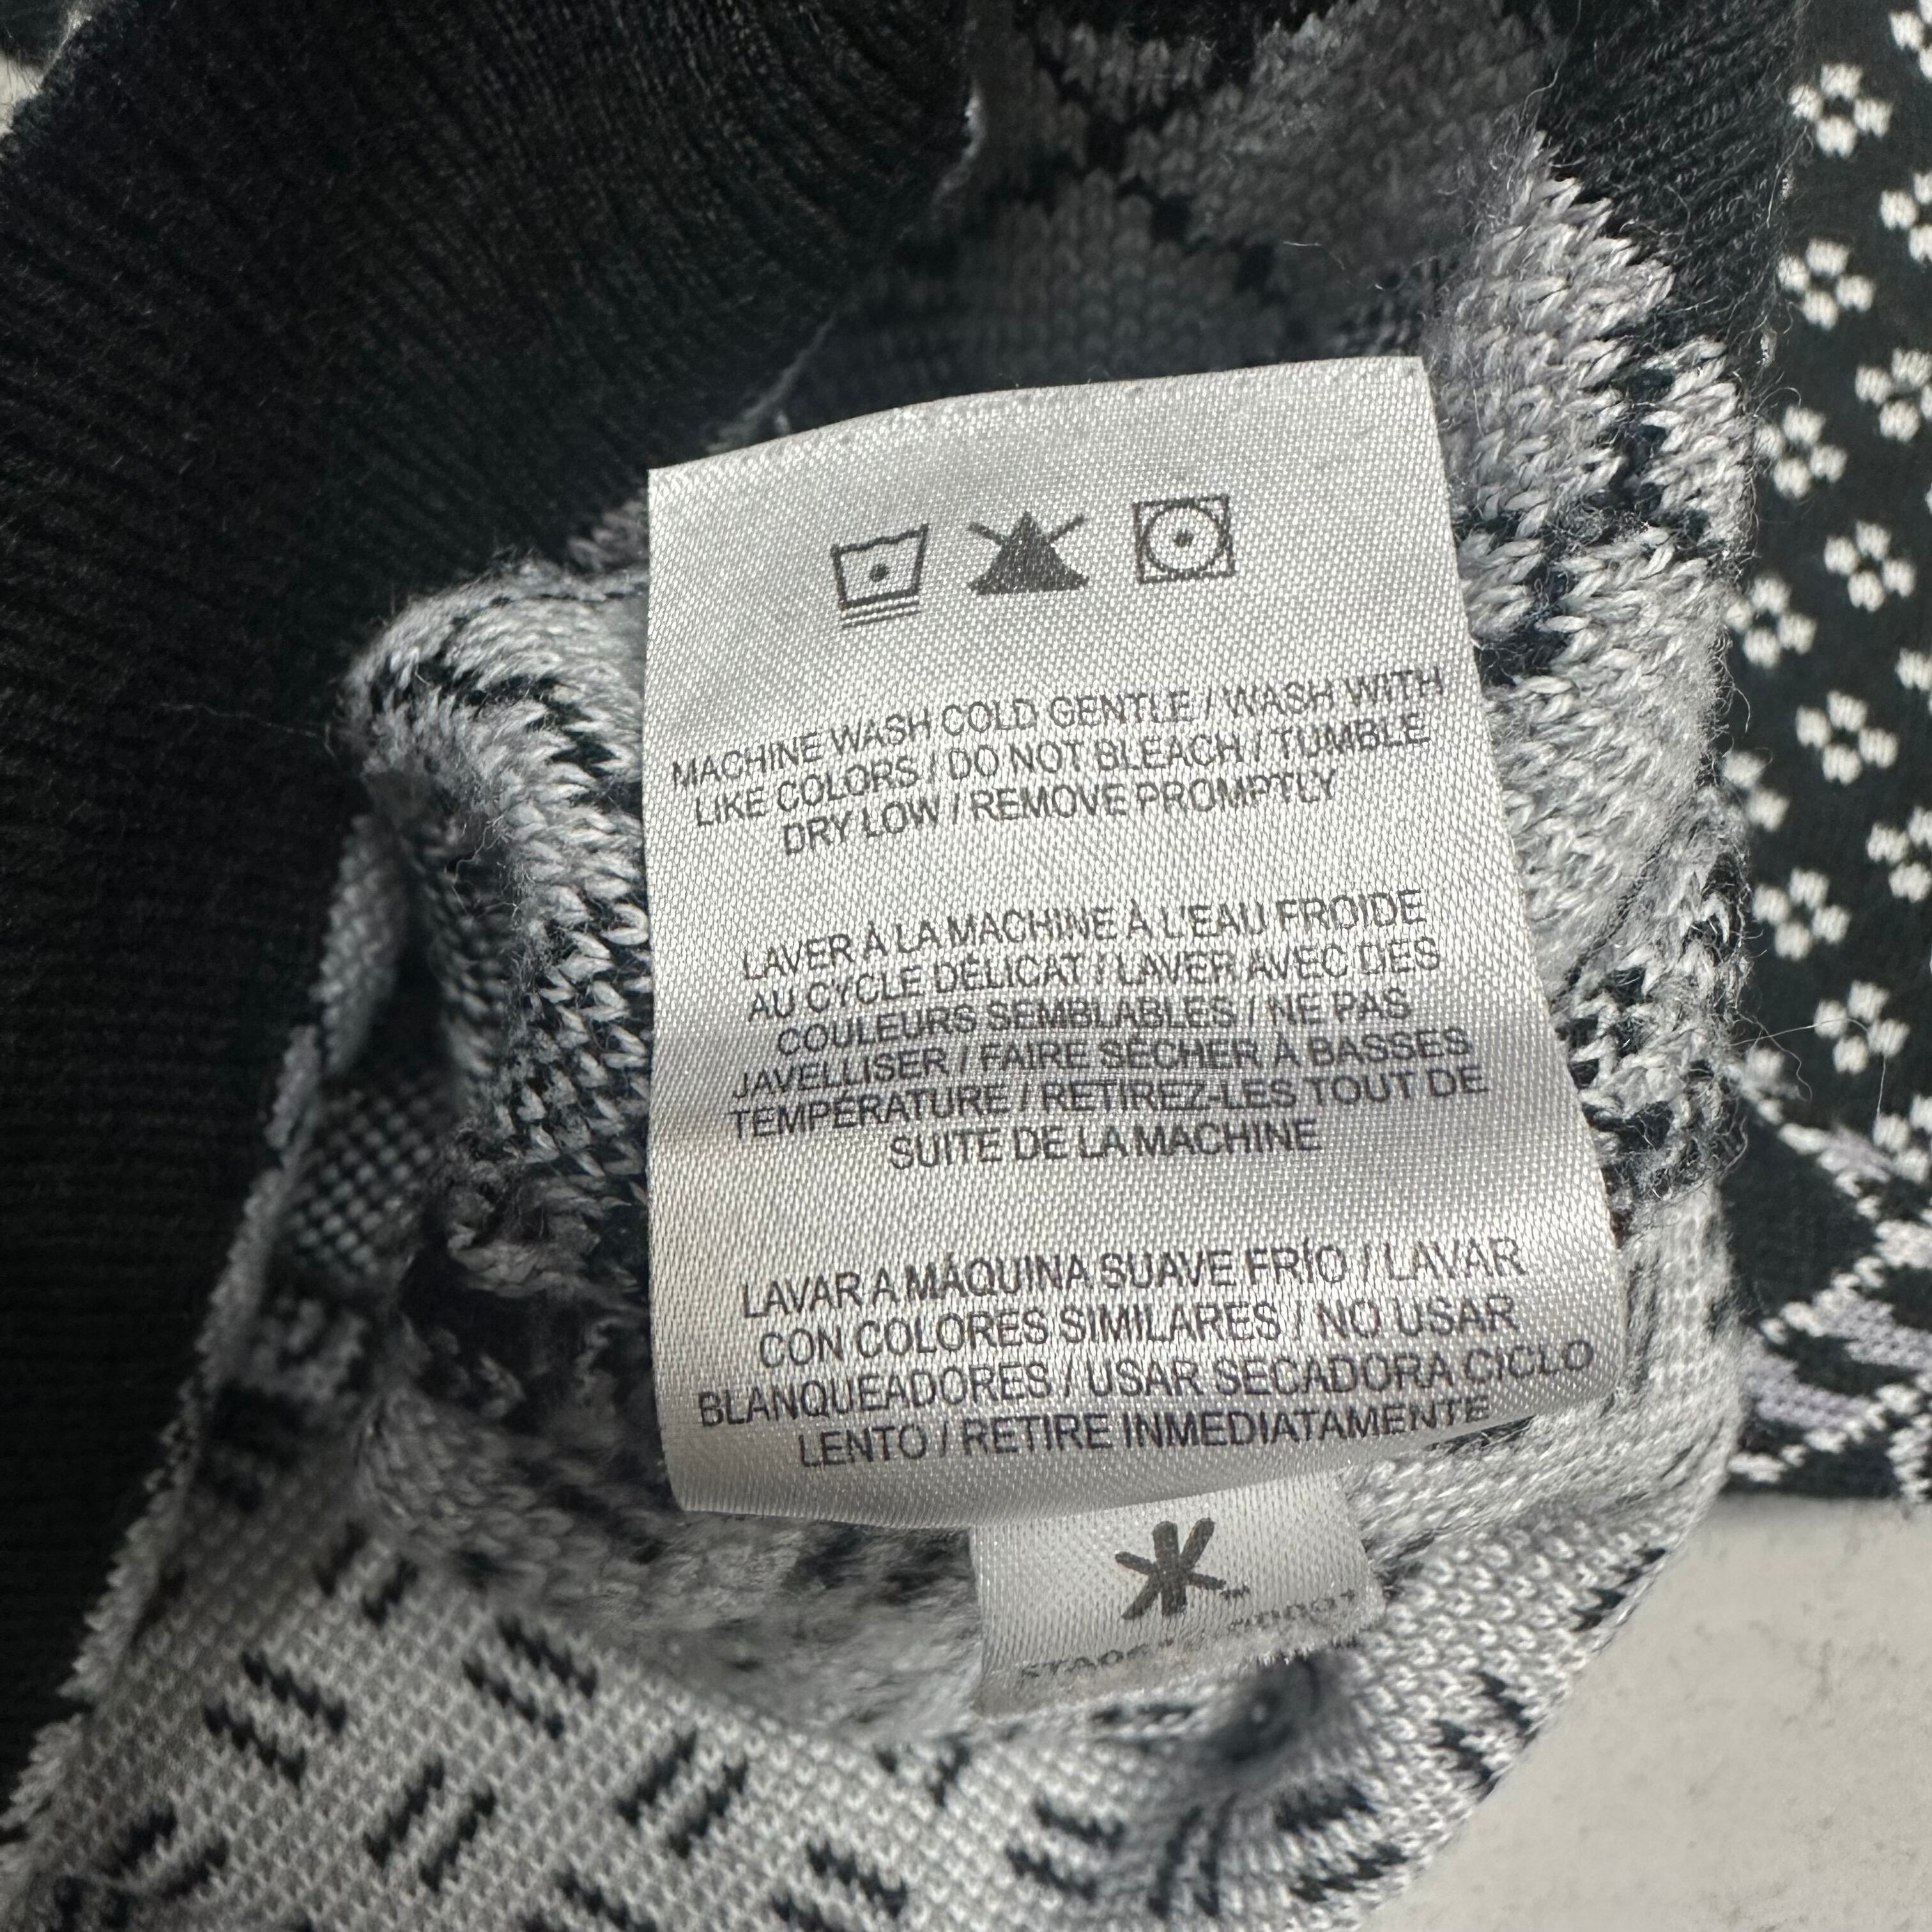 MACHINE WASH COLD GENTLE / WASH WITH
LIKE COLORS / DO NOT BLEACH / TUMBLE
DRY LOW / REMOVE PROMPTLY
LAVER À LA MACHINE À L'EAU FROIDE
AU CYCLE DÉLICAT / LAVER AVEC DES
COULEURS SEMBLABLES / NE PAS
JAVELLISER / FAIRE SÉCHER À BASSES
TEMPÉRATURE / RETIREZ-LES TOUT DE
SUITE DE LA MACHINE
LAVAR A MÁQUINA SUAVE FRÍO / LAVAR
CON COLORES SIMILARES / NO USAR
BLANQUEADORES / USAR SECADORA CICLO
LENTO / RETIRE INMEDIATAMENTE